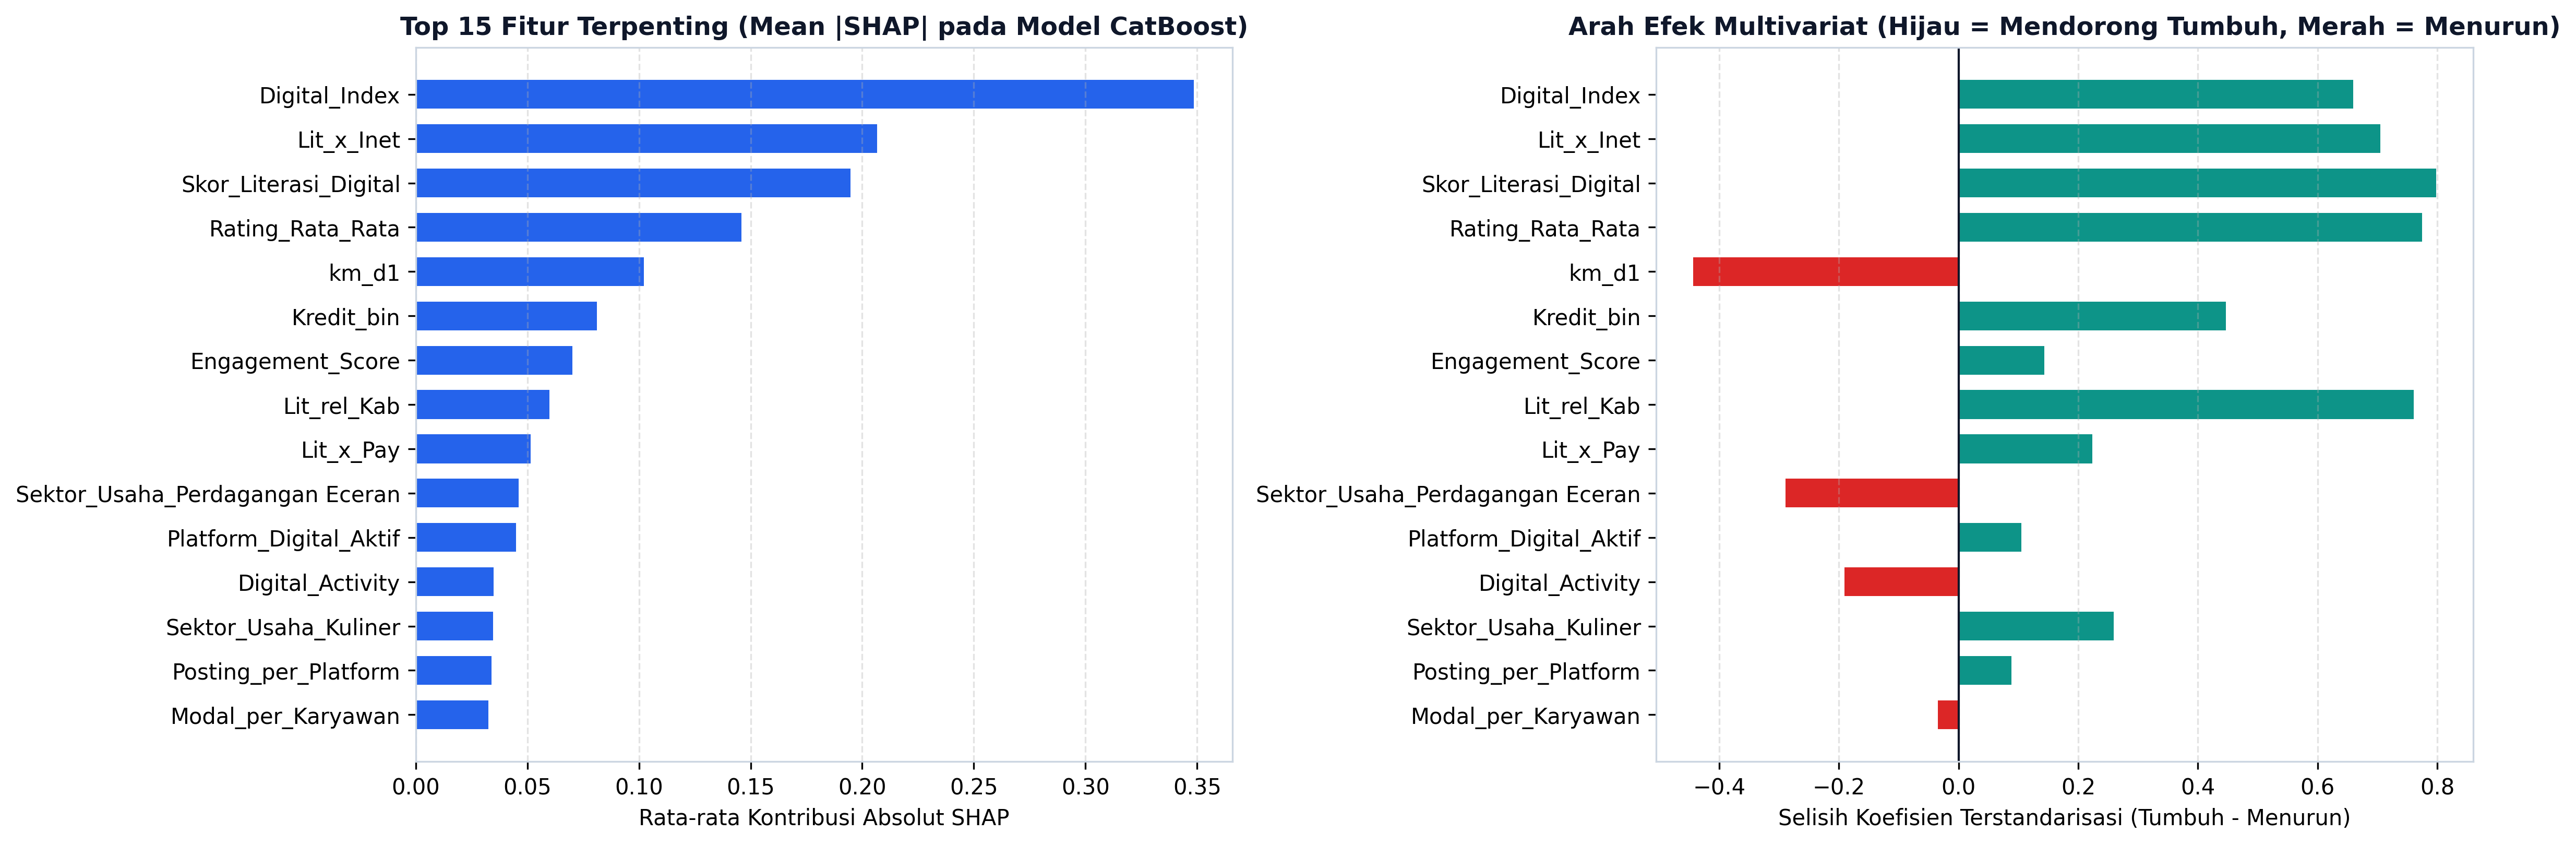 Top 15 Fitur Terpenting (Mean |SHAP| pada Model CatBoost)
Digital_Index
Lit_x_Inet
Skor_Literasi_Digital
Rating_Rata_Rata
km_d1
Kredit_bin
Engagement_Score
Lit_rel_Kab
Lit_x_Pay
Sektor_Usaha_Perdagangan Eceran
Platform_Digital_Aktif
Digital_Activity
Sektor_Usaha_Kuliner
Posting_per_Platform
Modal_per_Karyawan
0.00 0.05 0.10 0.15 0.20 0.25 0.30 0.35
Rata-rata Kontribusi Absolut SHAP
Arah Efek Multivariat (Hijau = Mendorong Tumbuh, Merah = Menurun)
Digital_Index
Lit_x_Inet
Skor_Literasi_Digital
Rating_Rata_Rata
km_d1
Kredit_bin
Engagement_Score
Lit_rel_Kab
Lit_x_Pay
Sektor_Usaha_Perdagangan Eceran
Platform_Digital_Aktif
Digital_Activity
Sektor_Usaha_Kuliner
Posting_per_Platform
Modal_per_Karyawan
−0.4 −0.2 0.0 0.2 0.4 0.6 0.8
Selisih Koefisien Terstandarisasi (Tumbuh - Menurun)